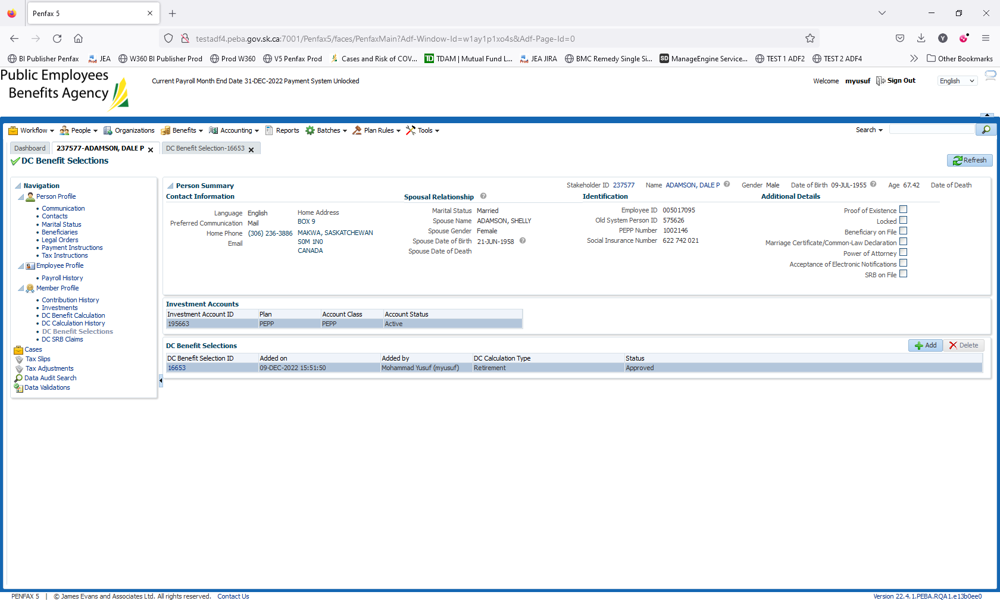 Penfax 5
testadf4.peba.gov.sk.ca:7001/Penfax5/faces/PenfaxMain?Adf-Window-Id=w1ay1p1xo4s&Adf-Page-Id=0
BI Publisher Penfax JEA W360 BI Publisher Prod Prod W360 V5 Penfax Prod Cases and Risk of COV... TD TDAM | Mutual Fund L... JEA JIRA BMC Remedy Single Si... SD ManageEngine Service... TEST 1 ADF2 TEST 2 ADF4 Other Bookmarks
Public Employees
Benefits Agency
Current Payroll Month End Date 31-DEC-2022 Payment System Unlocked
Welcome myusuf Sign Out English
Workflow People Organizations Benefits Accounting Reports Batches Plan Rules Tools Search
Dashboard 237577-ADAMSON, DALE P DC Benefit Selection-16653
DC Benefit Selections Refresh
Navigation
Person Profile
Communication
Contacts
Marital Status
Beneficiaries
Legal Orders
Payment Instructions
Tax Instructions
Employee Profile
Payroll History
Member Profile
Contribution History
Investments
DC Benefit Calculation
DC Calculation History
DC Benefit Selections
DC SRB Claims
Cases
Tax Slips
Tax Adjustments
Data Audit Search
Data Validations
Person Summary Stakeholder ID 237577 Name ADAMSON, DALE P Gender Male Date of Birth 09-JUL-1955 Age 67.42 Date of Death
Contact Information
Language English
Preferred Communication Mail
Home Phone (306) 236-3886
Email
Home Address
BOX 9
MAKWA, SASKATCHEWAN
S0M 1N0
CANADA
Spousal Relationship
Marital Status Married
Spouse Name ADAMSON, SHELLY
Spouse Gender Female
Spouse Date of Birth 21-JUN-1958
Spouse Date of Death
Identification
Employee ID 005017095
Old System Person ID 575626
PEPP Number 1002146
Social Insurance Number 622 742 021
Additional Details
Proof of Existence
Locked
Beneficiary on File
Marriage Certificate/Common-Law Declaration
Power of Attorney
Acceptance of Electronic Notifications
SRB on File
Investment Accounts
Investment Account ID Plan Account Class Account Status
195663 PEPP PEPP Active
DC Benefit Selections Add Delete
DC Benefit Selection ID Added on Added by DC Calculation Type Status
16653 09-DEC-2022 15:51:50 Mohammad Yusuf (myusuf) Retirement Approved
PENFAX 5 | © James Evans and Associates Ltd. All rights reserved. Contact Us
Version 22.4.1.PEBA.RQA1.e13b0ee0